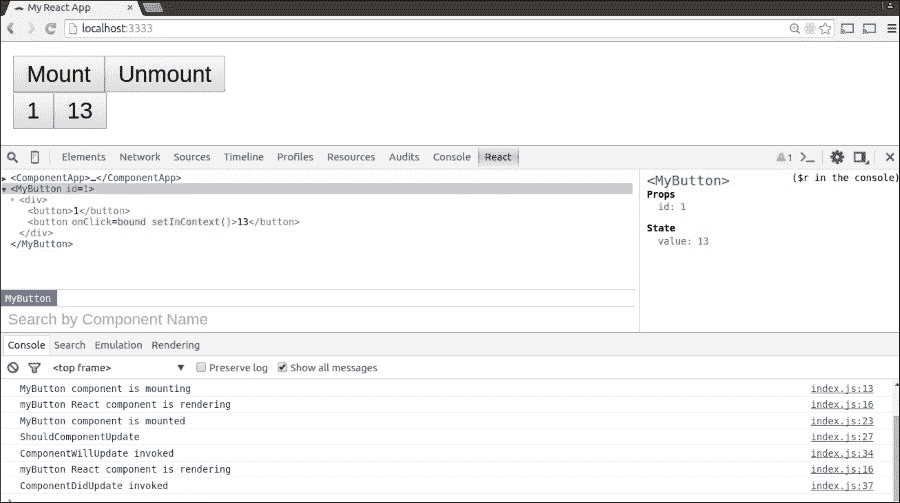 My React App
localhost:3333
Mount Unmount
1 13
Elements Network Sources Timeline Profiles Resources Audits Console React 1
<ComponentApp>…</ComponentApp>
<MyButton id=1>
<div>
<button>1</button>
<button onClick=bound setInContext()>13</button>
</div>
</MyButton>
<MyButton> ($r in the console)
Props
id: 1
State
value: 13
MyButton
Search by Component Name
Console Search Emulation Rendering
<top frame> Preserve log Show all messages
MyButton component is mounting index.js:13
myButton React component is rendering index.js:16
MyButton component is mounted index.js:23
ShouldComponentUpdate index.js:27
ComponentWillUpdate invoked index.js:34
myButton React component is rendering index.js:16
ComponentDidUpdate invoked index.js:37